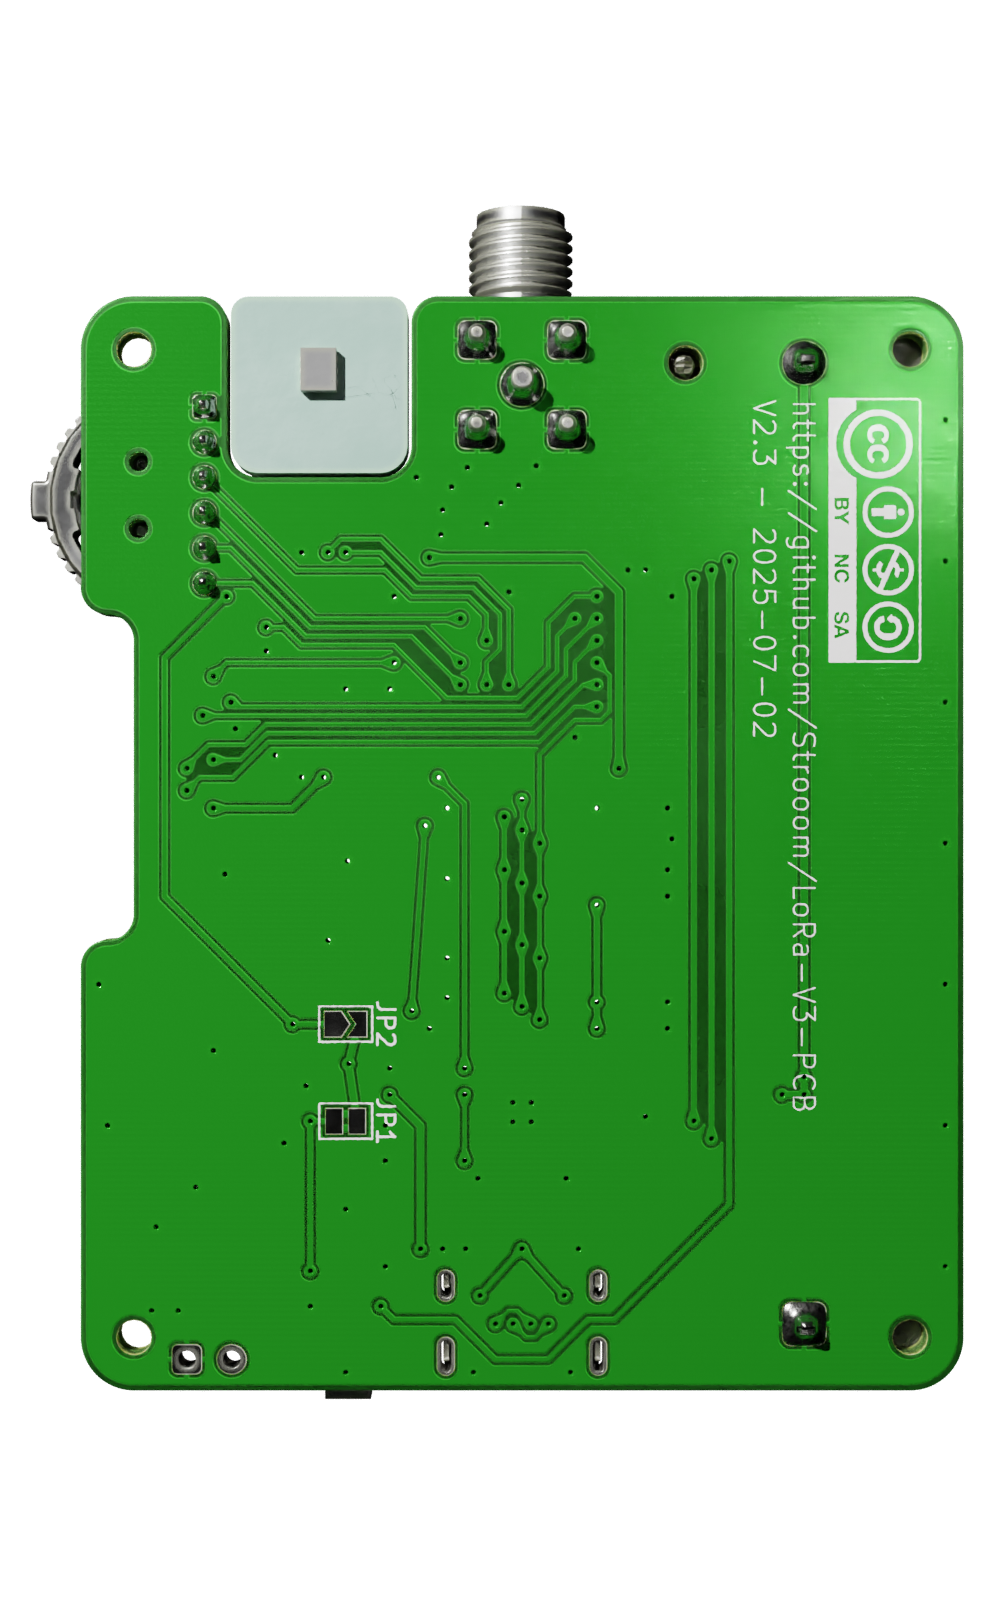 cc
BY NC SA
https://github.com/Strooom/LoRa-V3-PCB
V2.3 - 2025-07-02
JP2
JP1